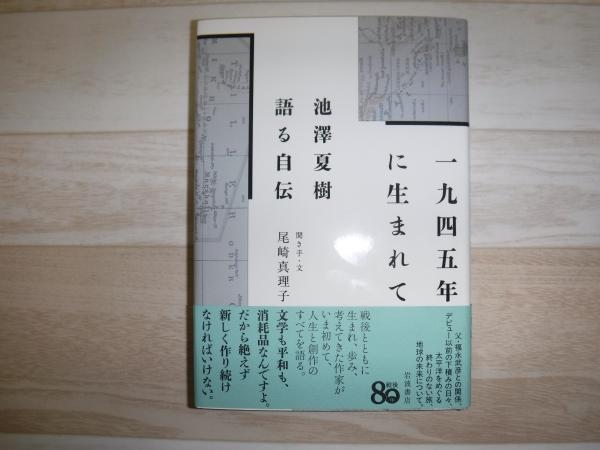 一九四五年
に生まれて
池澤夏樹
語る自伝
聞き手・文
尾崎真理子
父・福永武彦との関係、
デビュー以前の下積みの日々、
太平洋をめぐる
終わりのない旅、
地球の未来について。
岩波書店
戦後
80
戦後とともに
生まれ、歩み、
考えてきた作家が
いま初めて、
人生と創作の
すべてを語る。
文学も平和も、
消耗品なんですよ。
だから絶えず
新しく作り続け
なければいけない。